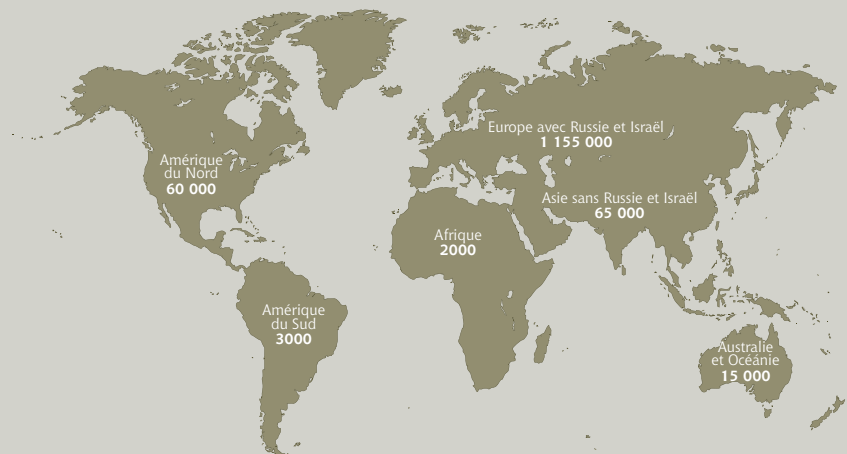 Europe avec Russie et Israël
1 155 000
Amérique
du Nord
60 000
Asie sans Russie et Israël
65 000
Afrique
2000
Amérique
du Sud
3000
Australie
et Océánie
15 000